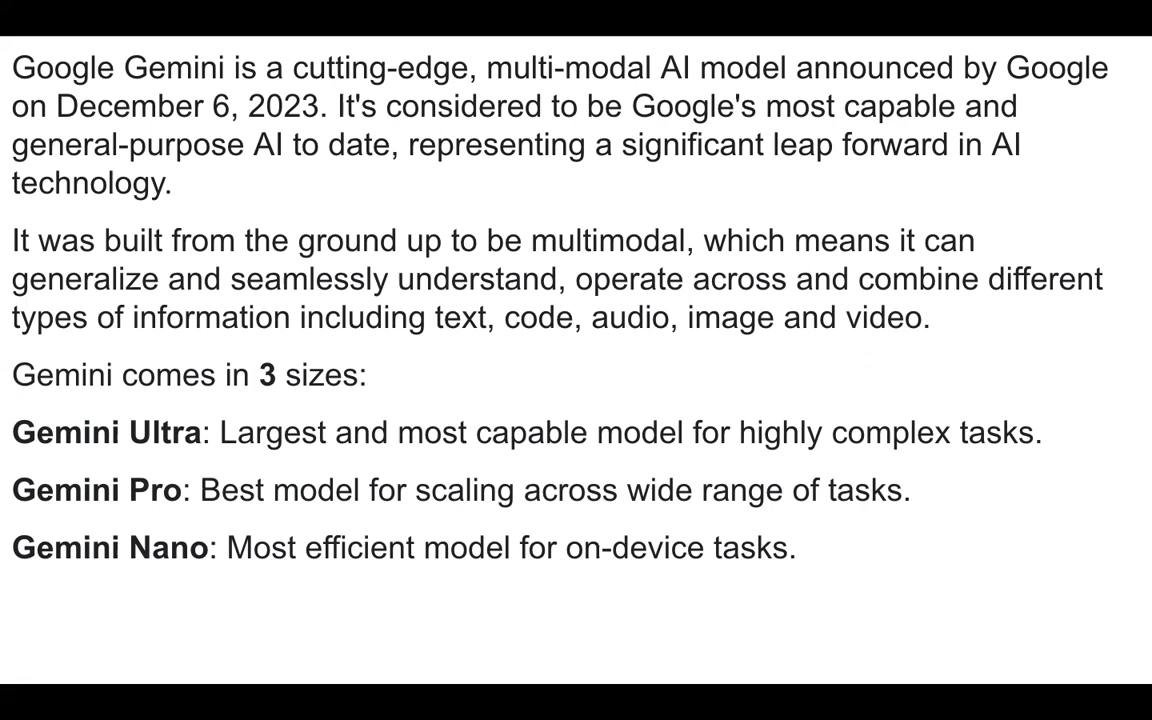 Google Gemini is a cutting-edge, multi-modal AI model announced by Google
on December 6, 2023. It's considered to be Google's most capable and
general-purpose AI to date, representing a significant leap forward in AI
technology.
It was built from the ground up to be multimodal, which means it can
generalize and seamlessly understand, operate across and combine different
types of information including text, code, audio, image and video.
Gemini comes in 3 sizes:
Gemini Ultra: Largest and most capable model for highly complex tasks.
Gemini Pro: Best model for scaling across wide range of tasks.
Gemini Nano: Most efficient model for on-device tasks.